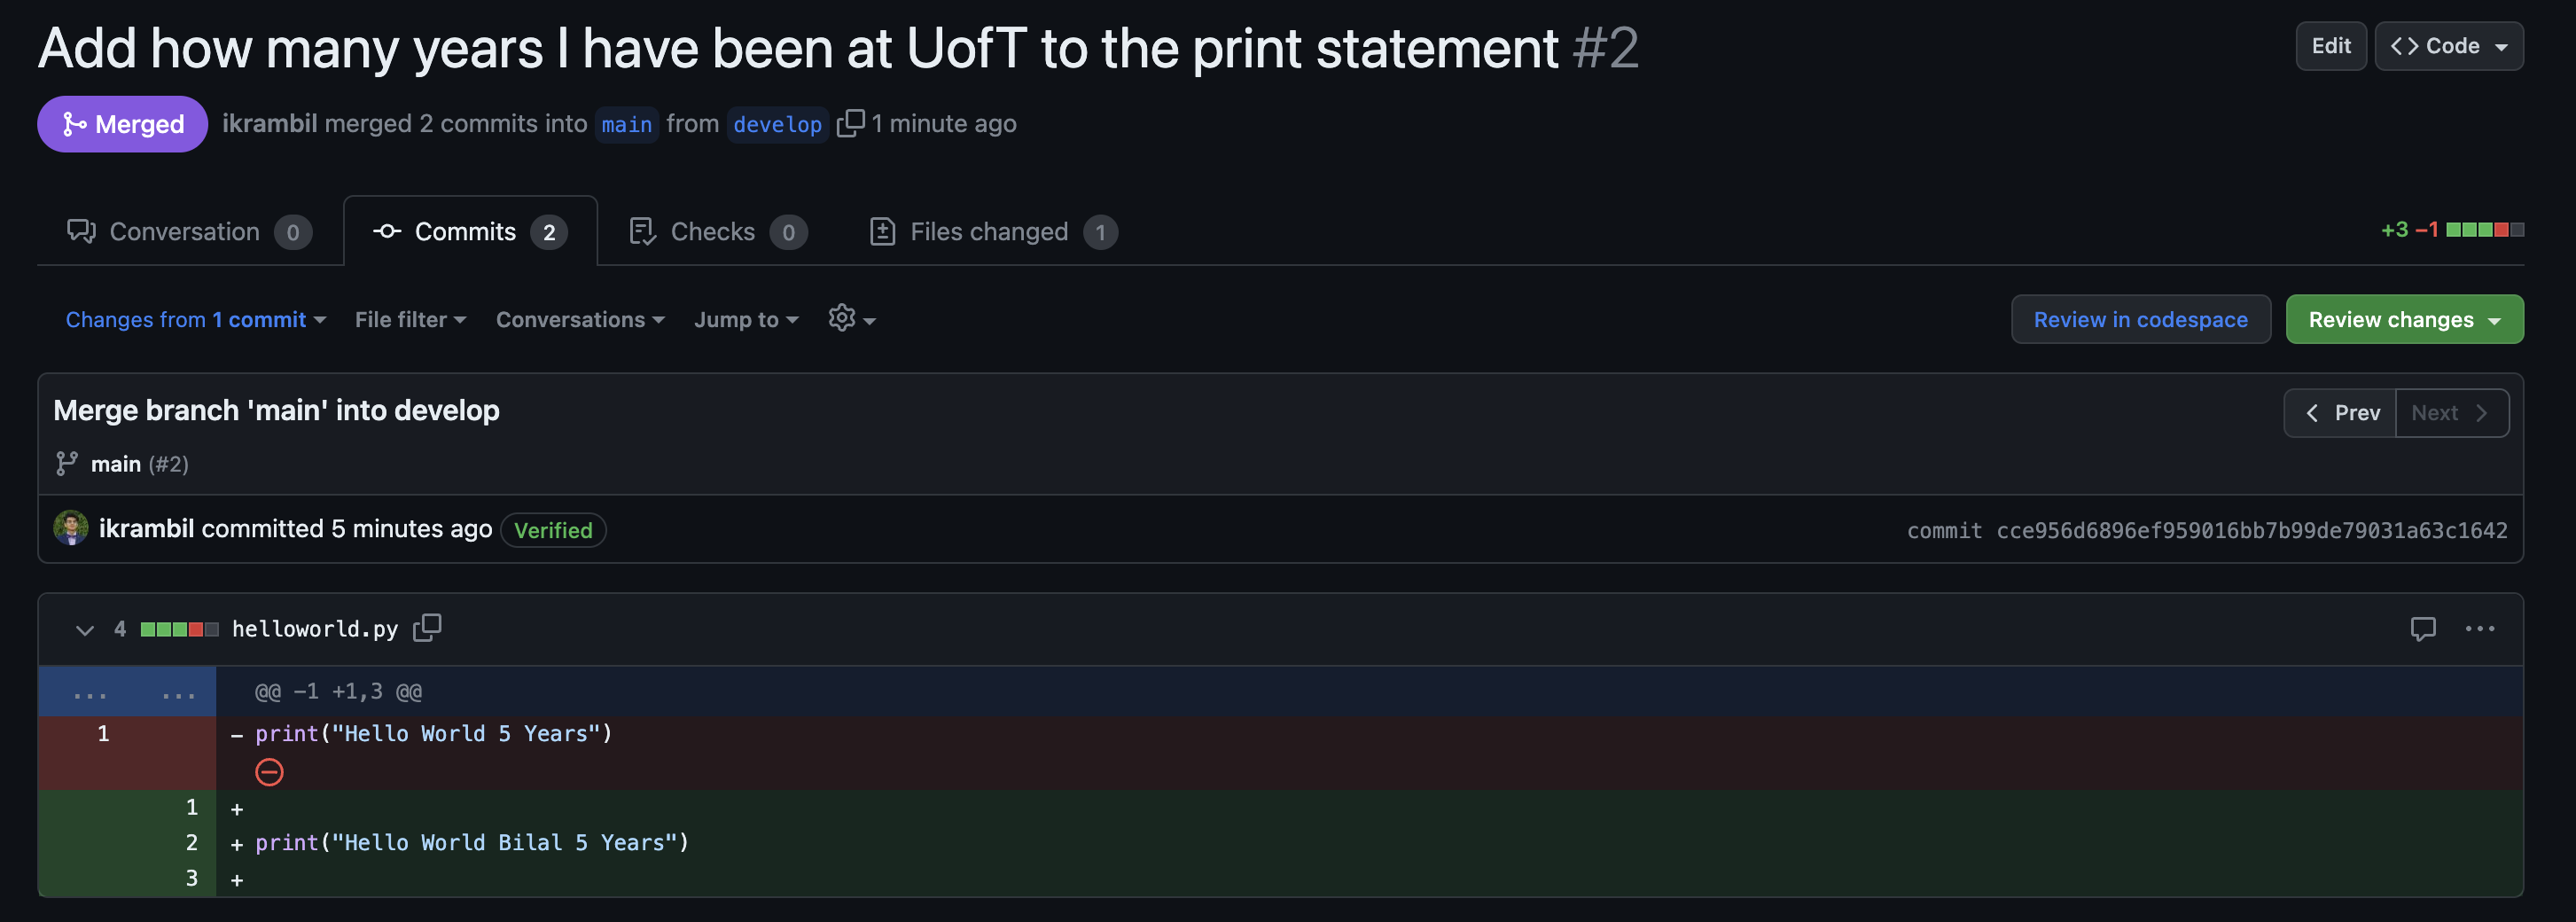 Add how many years I have been at UofT to the print statement #2
Edit
<> Code
Merged
ikrambil merged 2 commits into main from develop 1 minute ago
Conversation 0
Commits 2
Checks 0
Files changed 1
+3 −1
Changes from 1 commit
File filter
Conversations
Jump to
Review in codespace
Review changes
Merge branch 'main' into develop
Prev
Next
main (#2)
ikrambil committed 5 minutes ago Verified
commit cce956d6896ef959016bb7b99de79031a63c1642
4 helloworld.py
... ... @@ −1 +1,3 @@
1 − print("Hello World 5 Years")
1 +
2 + print("Hello World Bilal 5 Years")
3 +